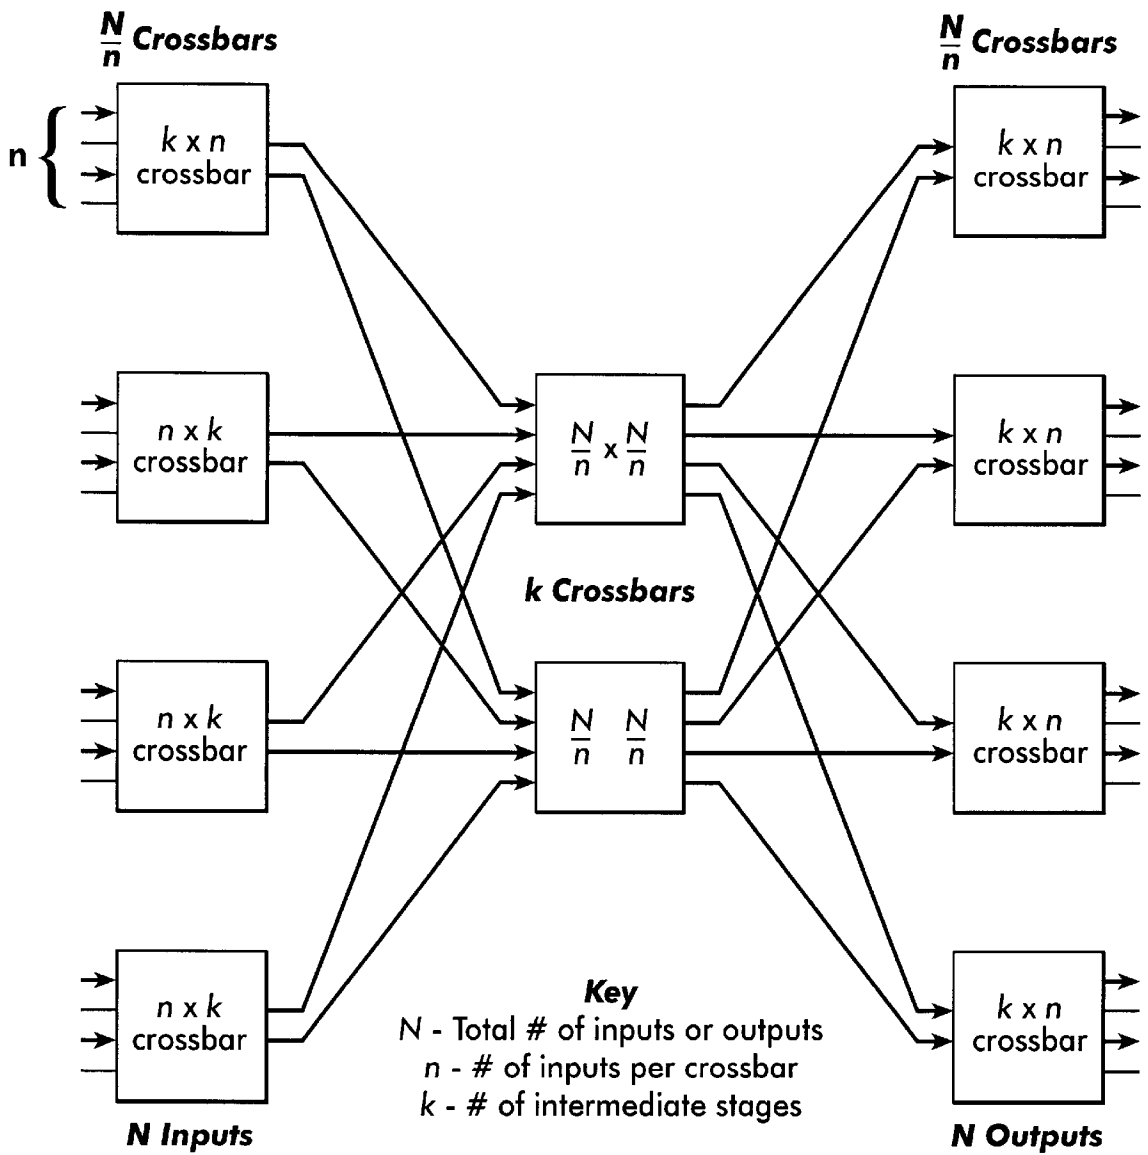 N/n Crossbars
N/n Crossbars
n
k x n
crossbar
k x n
crossbar
n x k
crossbar
N/n x N/n
k x n
crossbar
k Crossbars
n x k
crossbar
N/n N/n
k x n
crossbar
n x k
crossbar
k x n
crossbar
Key
N - Total # of inputs or outputs
n - # of inputs per crossbar
k - # of intermediate stages
N Inputs
N Outputs